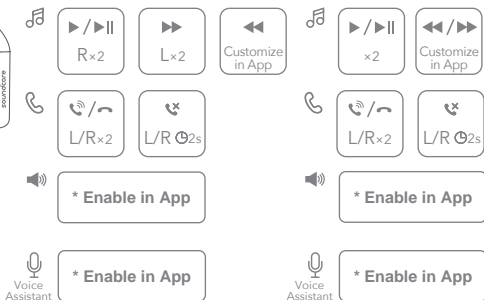 soundcore
R×2
L×2
Customize
in App
×2
Customize
in App
L/R×2
L/R 2s
L/R×2
L/R 2s
* Enable in App
* Enable in App
Voice
Assistant
* Enable in App
Voice
Assistant
* Enable in App